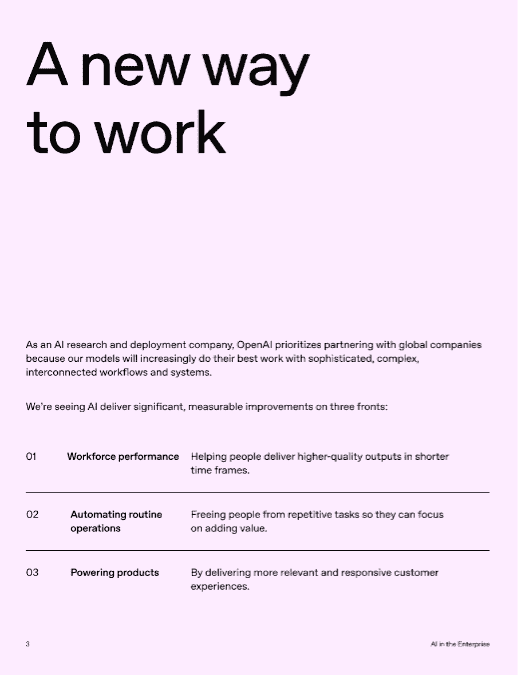 A new way
to work
As an AI research and deployment company, OpenAI prioritizes partnering with global companies
because our models will increasingly do their best work with sophisticated, complex,
interconnected workflows and systems.
We're seeing AI deliver significant, measurable improvements on three fronts:
01 Workforce performance Helping people deliver higher-quality outputs in shorter
time frames.
02 Automating routine Freeing people from repetitive tasks so they can focus
operations on adding value.
03 Powering products By delivering more relevant and responsive customer
experiences.
3 AI in the Enterprise